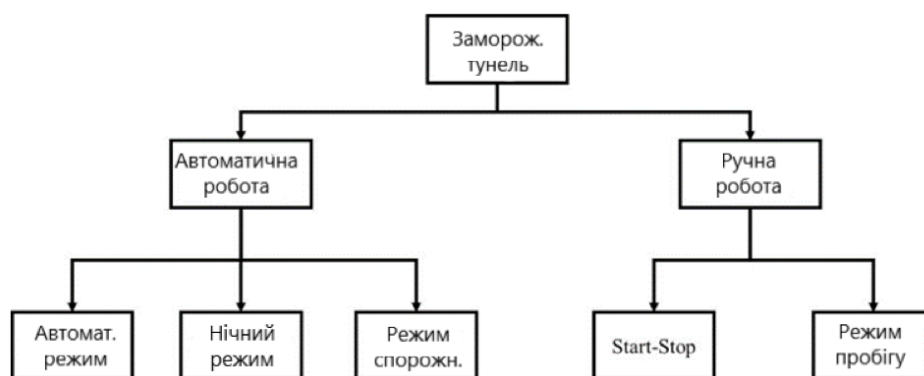 Заморож.
тунель
Автоматична
робота
Ручна
робота
Автомат.
режим
Нічний
режим
Режим
спорожн.
Start-Stop
Режим
пробігу